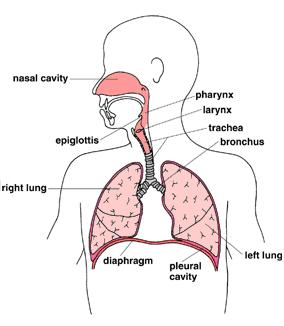 nasal cavity
pharynx
larynx
trachea
epiglottis
bronchus
right lung
left lung
diaphragm
pleural
cavity